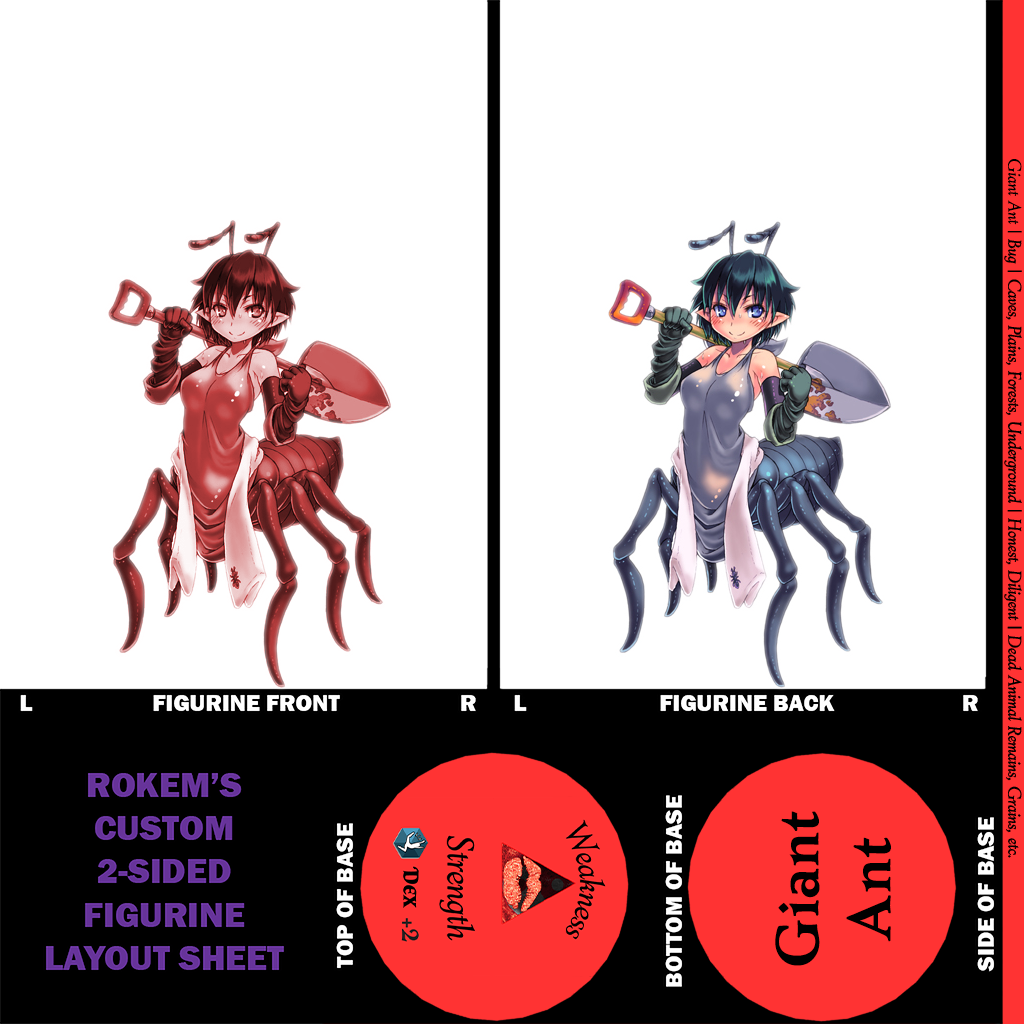 L
FIGURINE FRONT
R
L
FIGURINE BACK
R
ROKEM'S
CUSTOM
2-SIDED
FIGURINE
LAYOUT SHEET
TOP OF BASE
Weakness
Strength
Dex +2
BOTTOM OF BASE
Giant
Ant
SIDE OF BASE
Giant Ant | Bug | Caves, Plains, Forests, Underground | Honest, Diligent | Dead Animal Remains, Grains, etc.